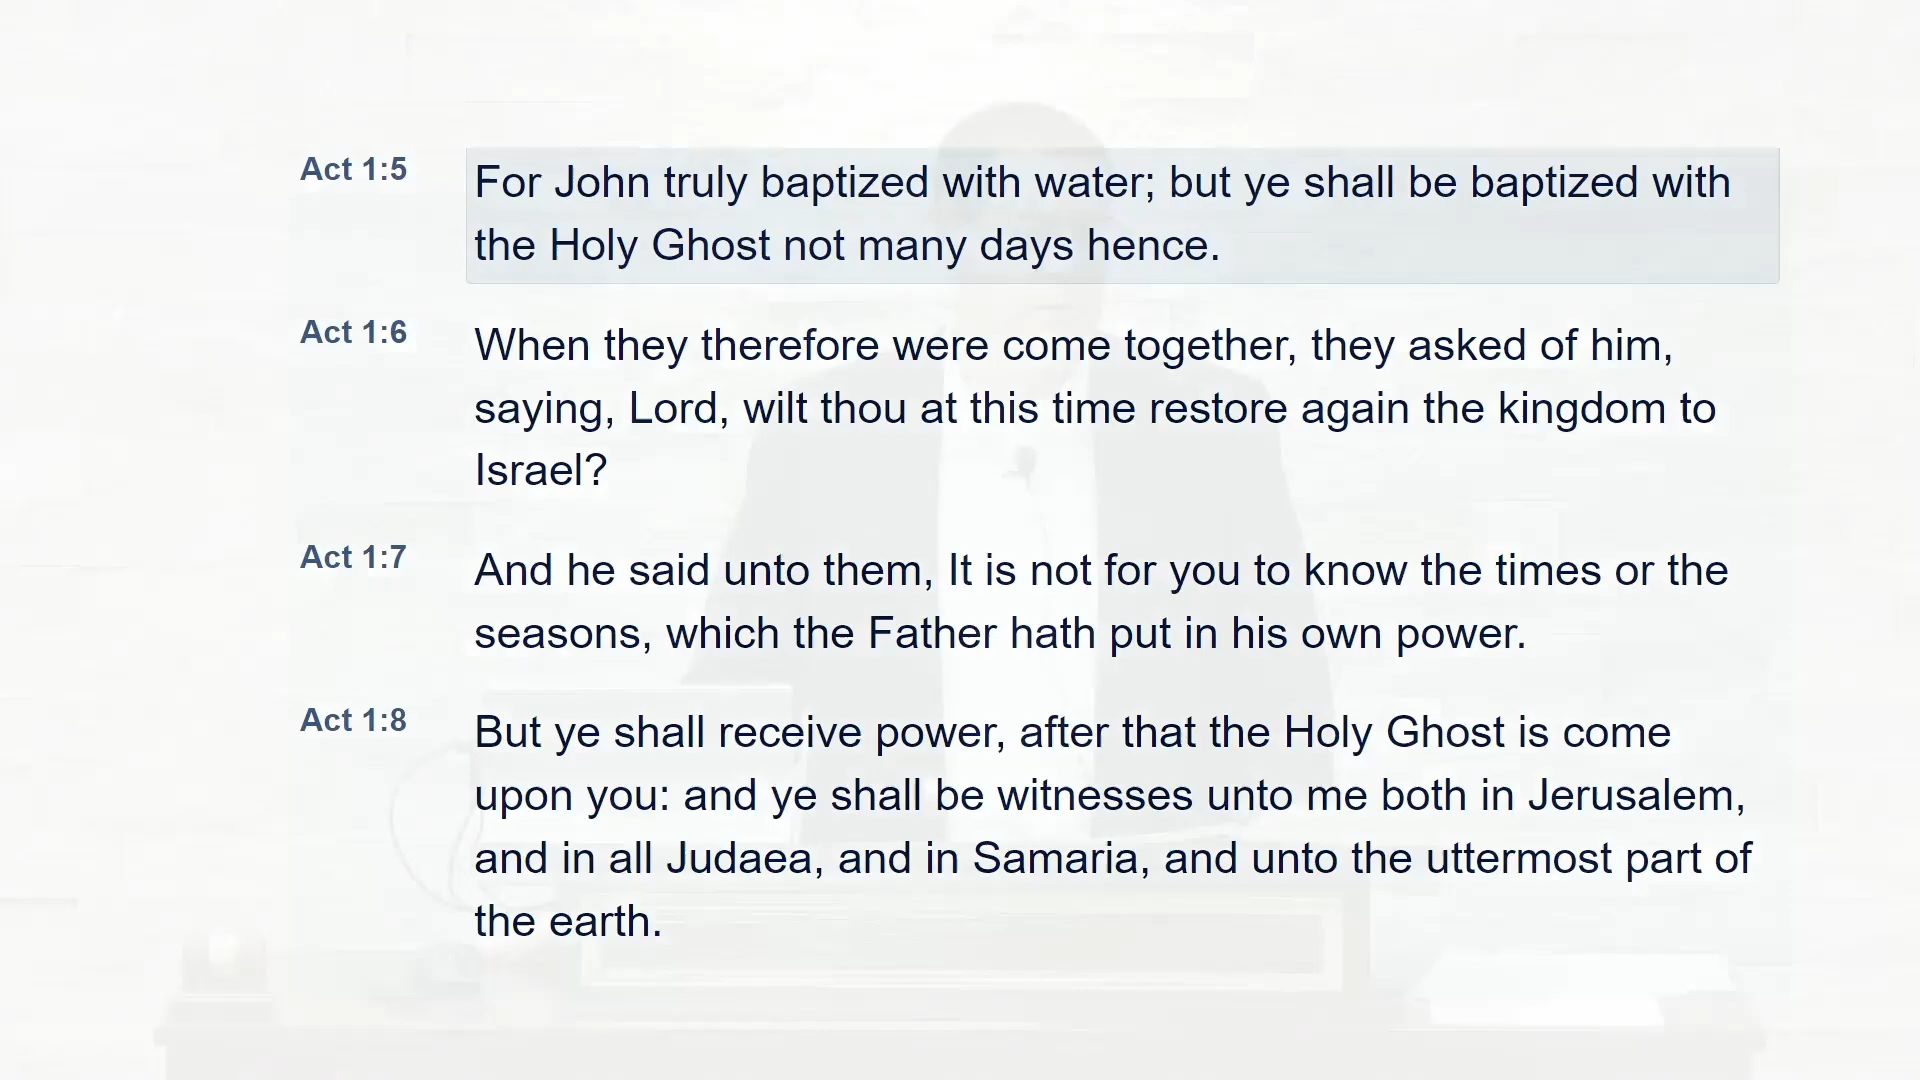 Act 1:5
For John truly baptized with water; but ye shall be baptized with
the Holy Ghost not many days hence.
Act 1:6
When they therefore were come together, they asked of him,
saying, Lord, wilt thou at this time restore again the kingdom to
Israel?
Act 1:7
And he said unto them, It is not for you to know the times or the
seasons, which the Father hath put in his own power.
Act 1:8
But ye shall receive power, after that the Holy Ghost is come
upon you: and ye shall be witnesses unto me both in Jerusalem,
and in all Judaea, and in Samaria, and unto the uttermost part of
the earth.